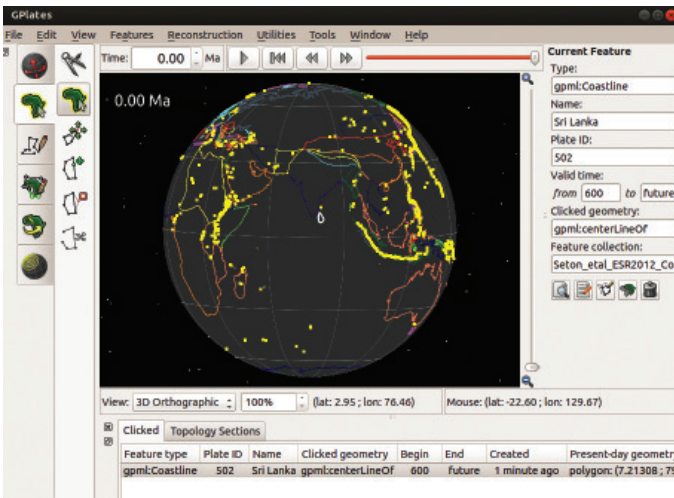 GPlates
File Edit View Features Reconstruction Utilities Tools Window Help
Time: 0.00 Ma
0.00 Ma
Current Feature
Type:
gpml:Coastline
Name:
Sri Lanka
Plate ID:
502
Valid time:
from 600 to future
Clicked geometry:
gpml:centerLineOf
Feature collection:
Seton_etal_ESR2012_Co
View: 3D Orthographic 100% (lat: 2.95 ; lon: 76.46) Mouse: (lat: -22.60 ; lon: 129.67)
Clicked Topology Sections
Feature type Plate ID Name Clicked geometry Begin End Created Present-day geometr
gpml:Coastline 502 Sri Lanka gpml:centerLineOf 600 future 1 minute ago polygon: (7.21308 ; 79